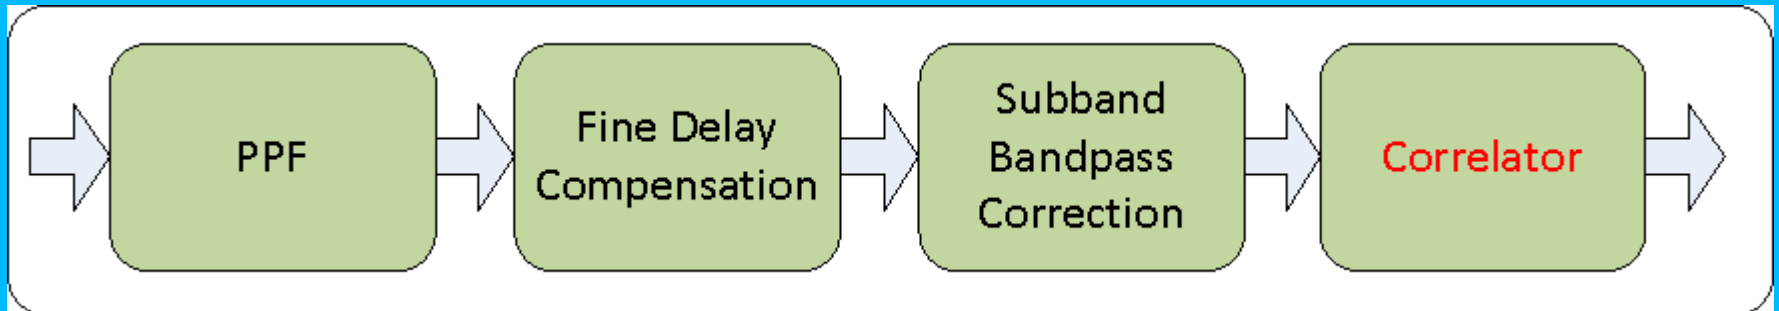 PPF
Fine Delay
Compensation
Subband
Bandpass
Correction
Correlator